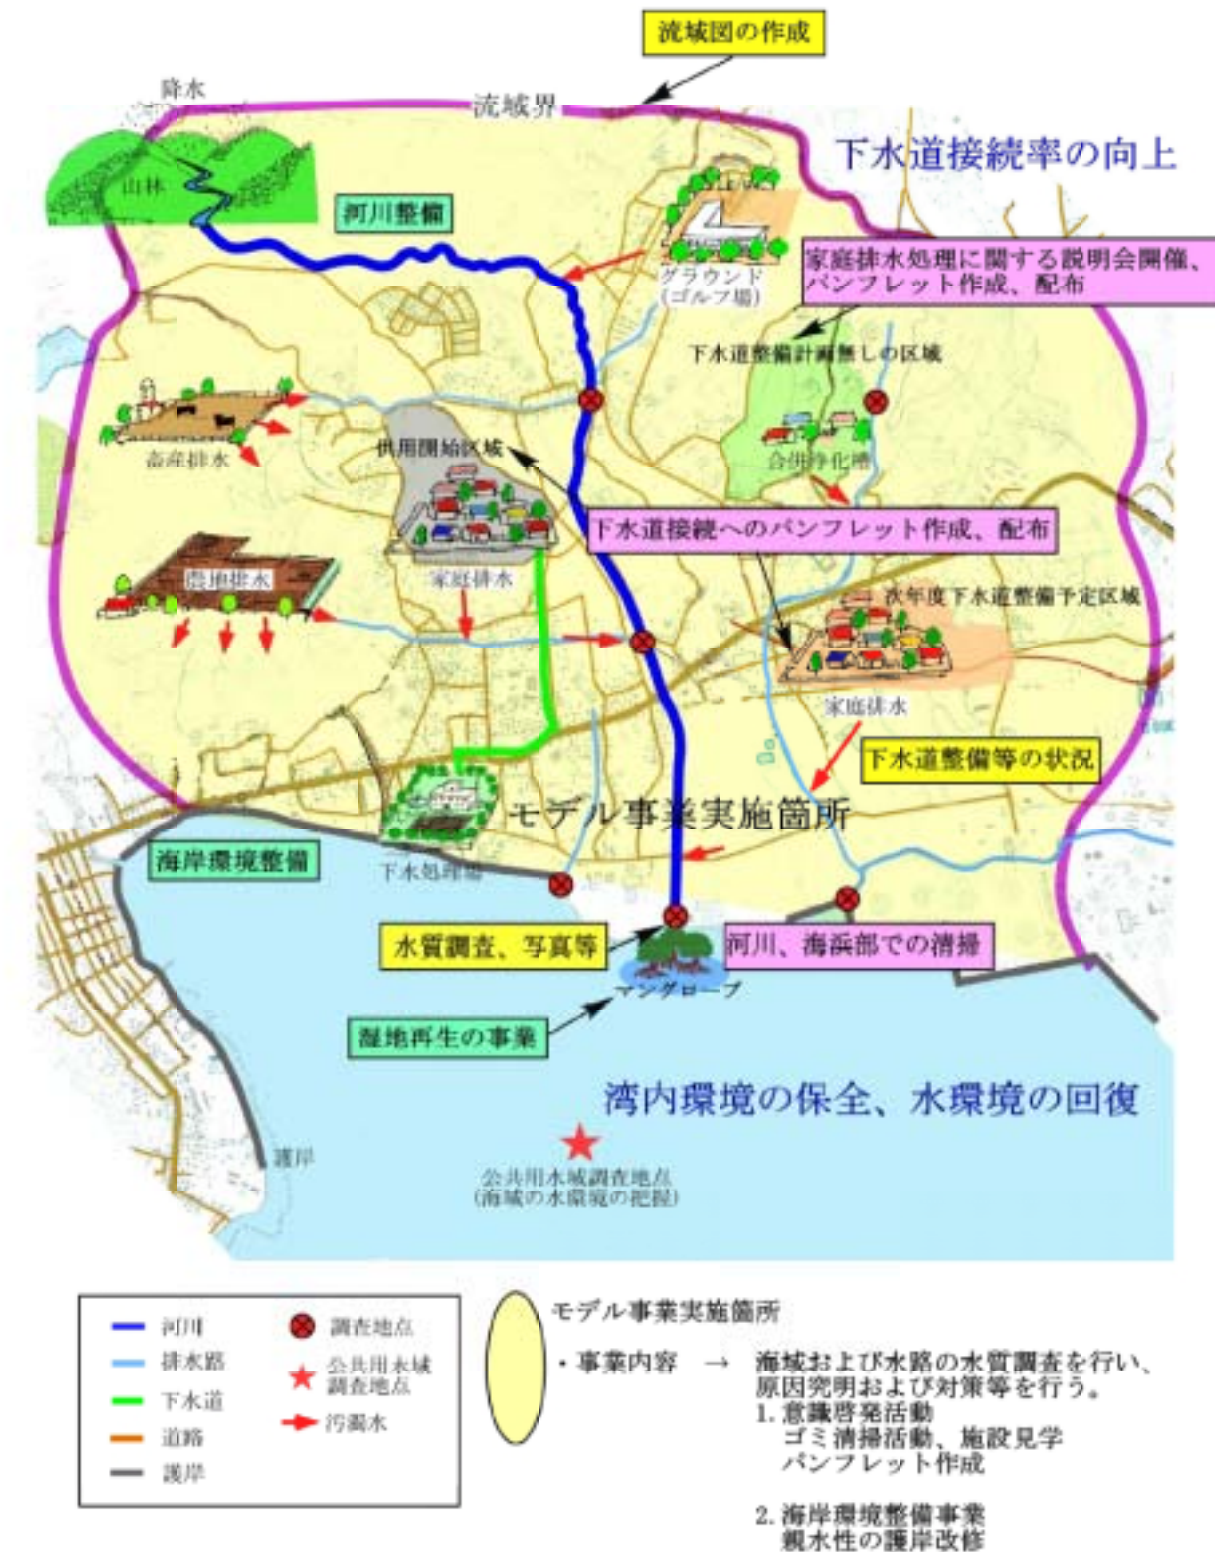 流域図の作成
降水
流域界
下水道接続率の向上
山林
河川整備
家庭排水処理に関する説明会開催、
パンフレット作成、配布
グラウンド
(ゴルフ場)
下水道整備計画無しの区域
畜産排水
供用開始区域
合併浄化槽
下水道接続へのパンフレット作成、配布
農地排水
家庭排水
次年度下水道整備予定区域
家庭排水
下水道整備等の状況
モデル事業実施箇所
海岸環境整備
下水処理場
水質調査、写真等
河川、海浜部での清掃
マングローブ
湿地再生の事業
湾内環境の保全、水環境の回復
護岸
公共用水域調査地点
(海域の水環境の把握)
河川
排水路
下水道
道路
護岸
調査地点
公共用水域
調査地点
汚濁水
モデル事業実施箇所
・事業内容 → 海域および水路の水質調査を行い、
原因究明および対策等を行う。
1. 意識啓発活動
ゴミ清掃活動、施設見学
パンフレット作成
2. 海岸環境整備事業
親水性の護岸改修